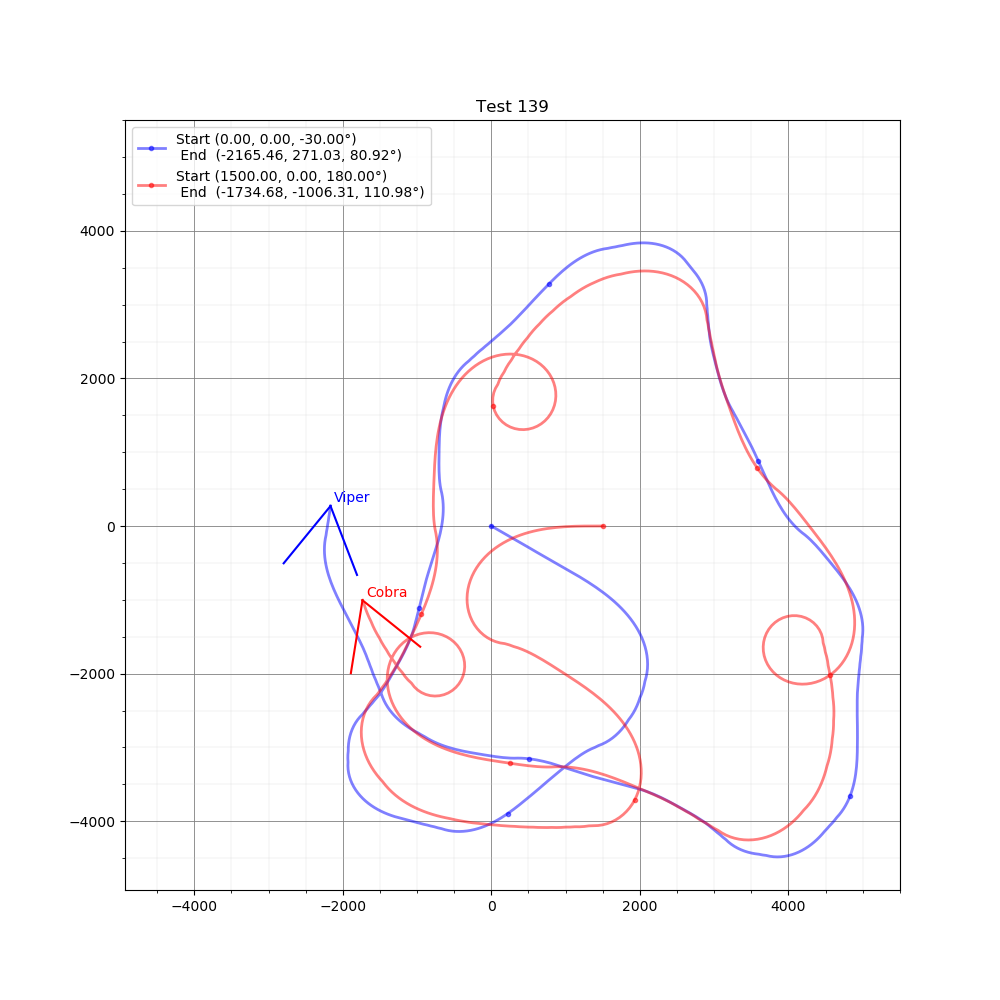 Test 139
Start (0.00, 0.00, -30.00°)
End (-2165.46, 271.03, 80.92°)
Start (1500.00, 0.00, 180.00°)
End (-1734.68, -1006.31, 110.98°)
4000
2000
Viper
0
Cobra
−2000
−4000
−4000 −2000 0 2000 4000